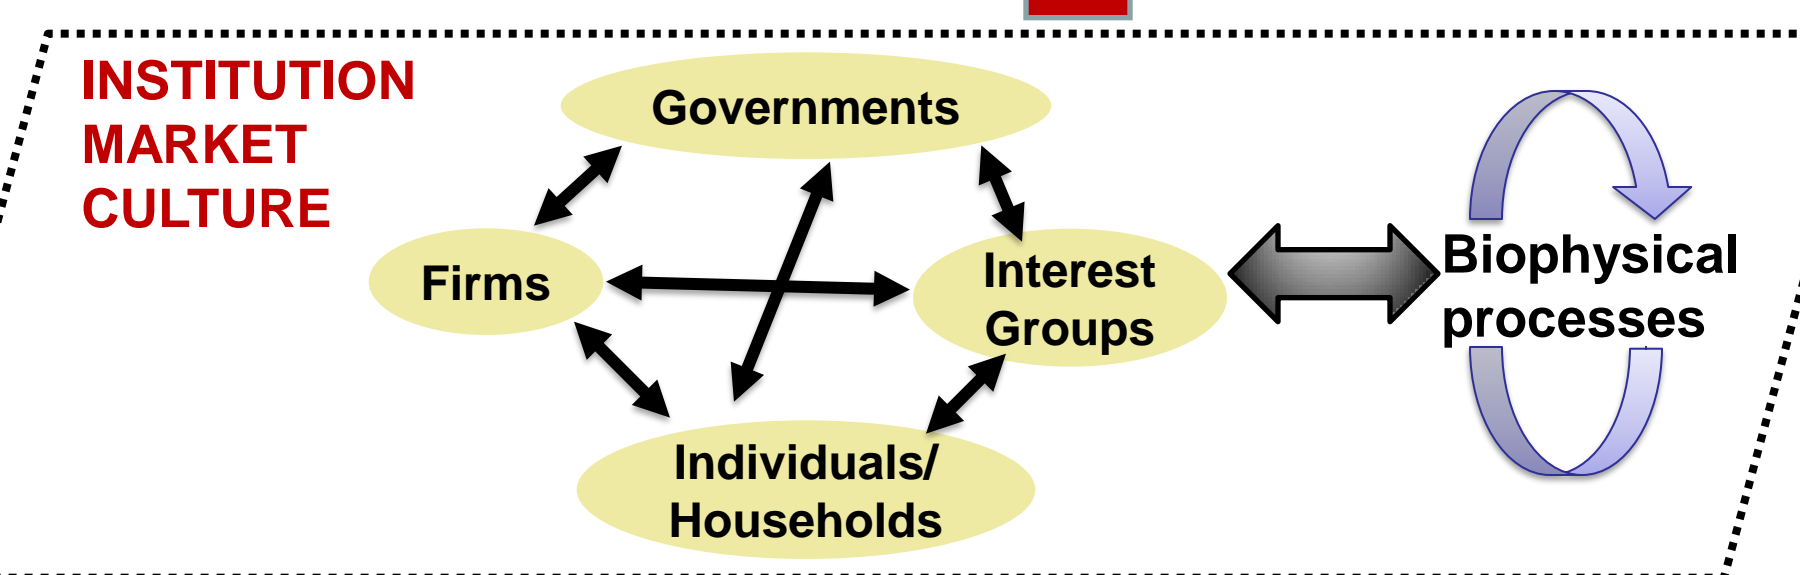 INSTITUTION
MARKET
CULTURE
Governments
Firms
Interest
Groups
Biophysical
processes
Individuals/
Households